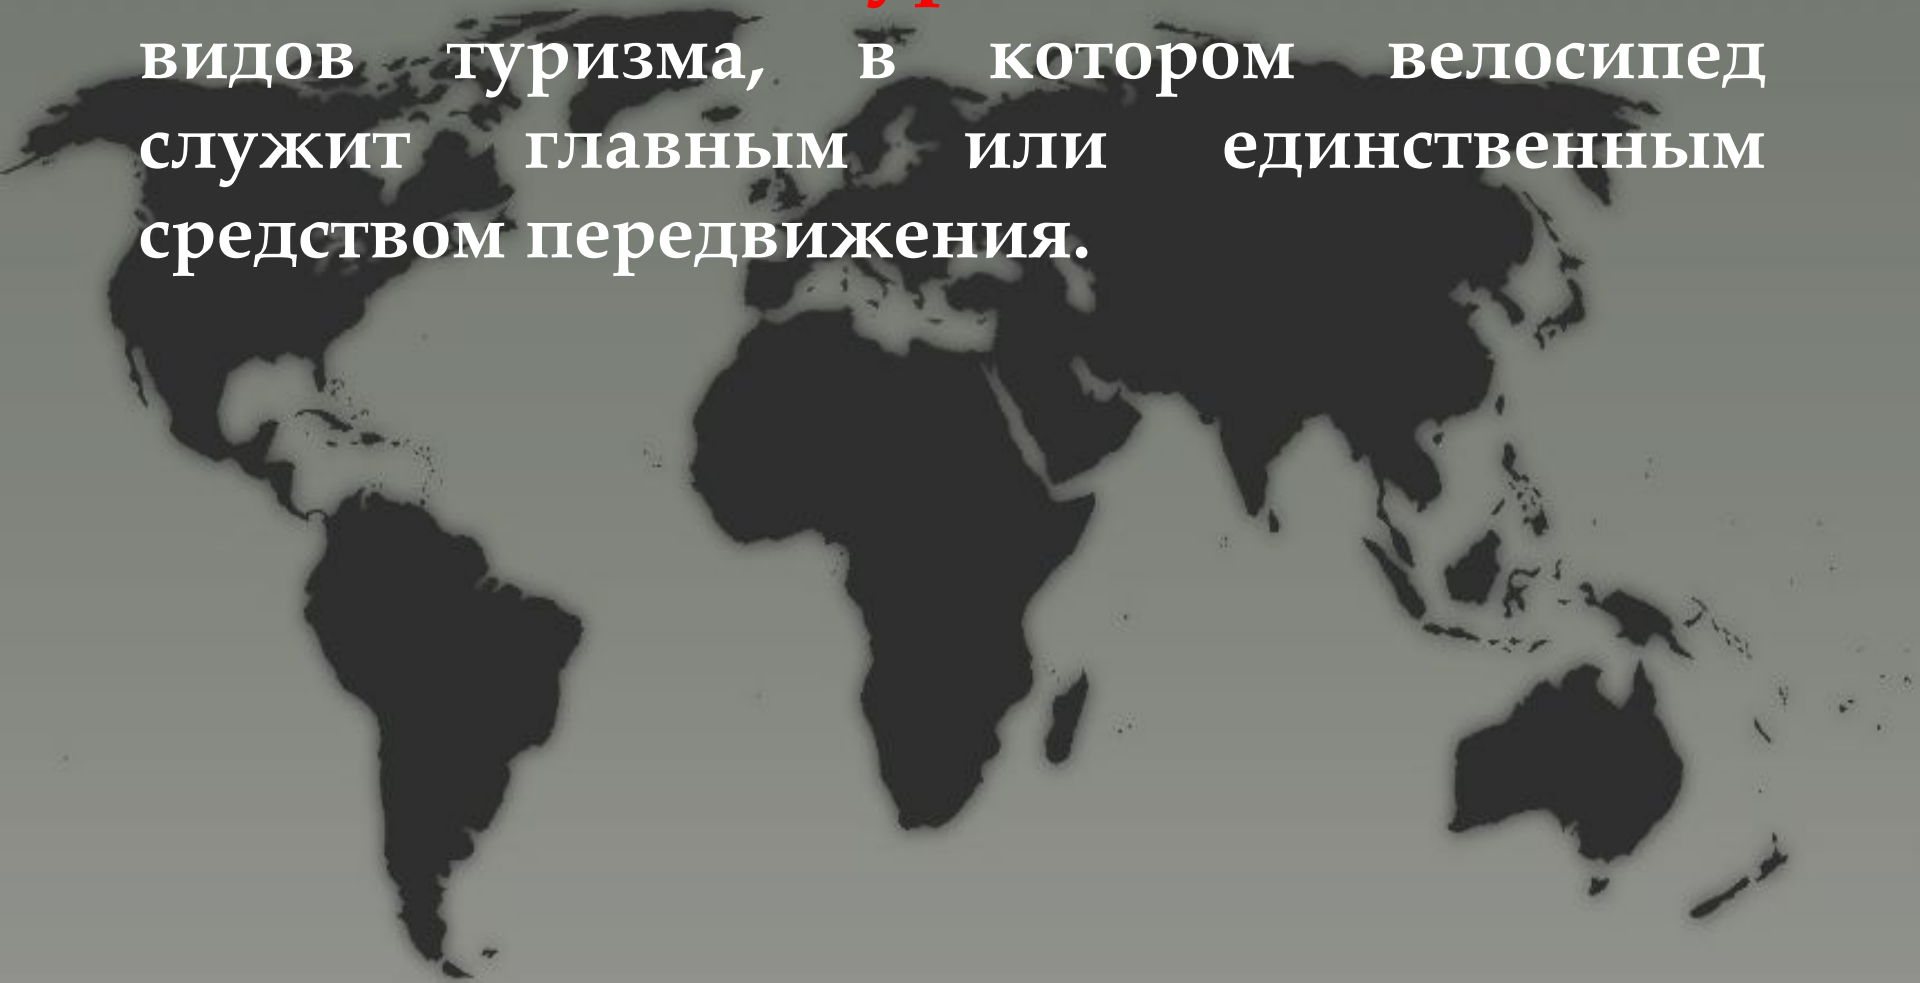 видов туризма, в котором велосипед
служит главным или единственным
средством передвижения.